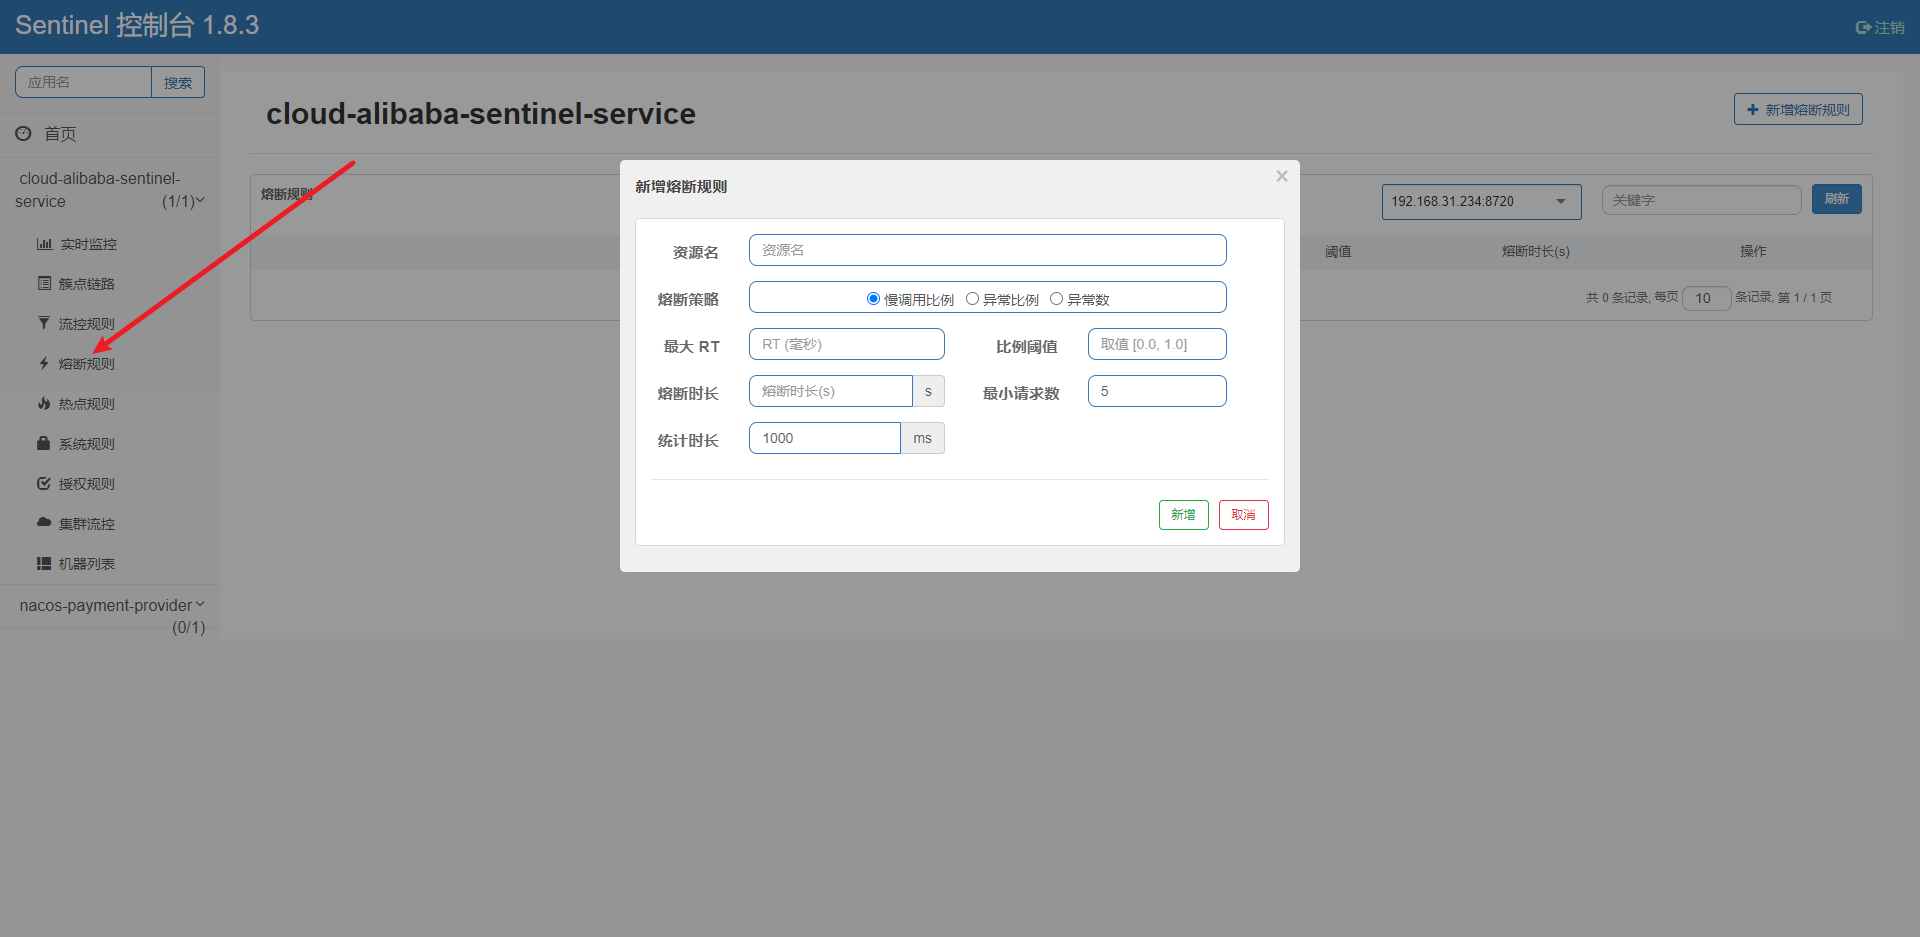 Sentinel 控制台 1.8.3
注销
应用名 搜索
首页
cloud-alibaba-sentinel-service (1/1)
实时监控
簇点链路
流控规则
熔断规则
热点规则
系统规则
授权规则
集群流控
机器列表
nacos-payment-provider (0/1)
cloud-alibaba-sentinel-service
新增熔断规则
熔断规则
192.168.31.234:8720
关键字
刷新
阈值 熔断时长(s) 操作
共 0 条记录, 每页 10 条记录, 第 1 / 1 页
新增熔断规则 ×
资源名 资源名
熔断策略 慢调用比例 异常比例 异常数
最大 RT RT (毫秒) 比例阈值 取值 [0.0, 1.0]
熔断时长 熔断时长(s) s 最小请求数 5
统计时长 1000 ms
新增 取消